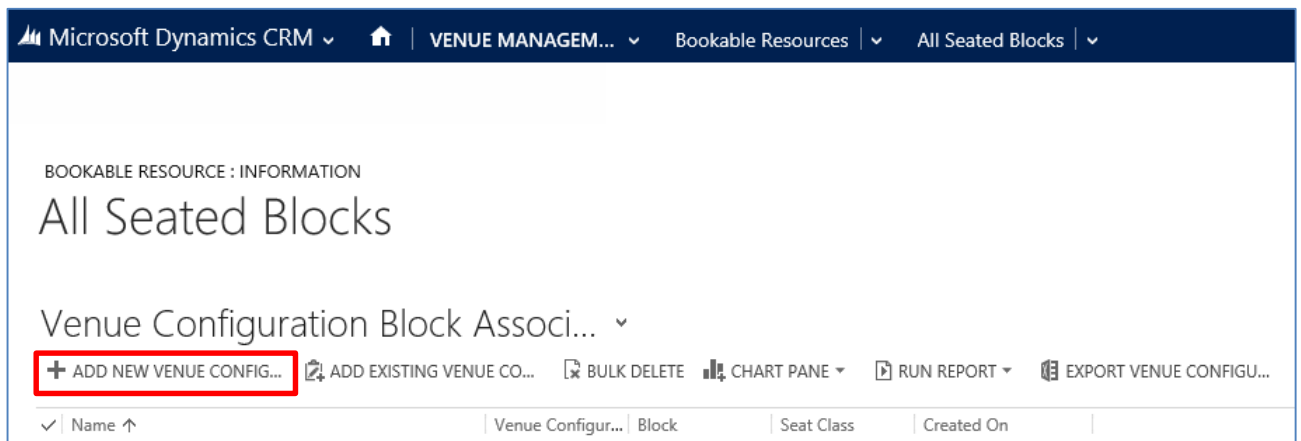 Microsoft Dynamics CRM VENUE MANAGEM... Bookable Resources All Seated Blocks
BOOKABLE RESOURCE : INFORMATION
All Seated Blocks
Venue Configuration Block Associ...
ADD NEW VENUE CONFIG... ADD EXISTING VENUE CO... BULK DELETE CHART PANE RUN REPORT EXPORT VENUE CONFIGU...
Name Venue Configur... Block Seat Class Created On